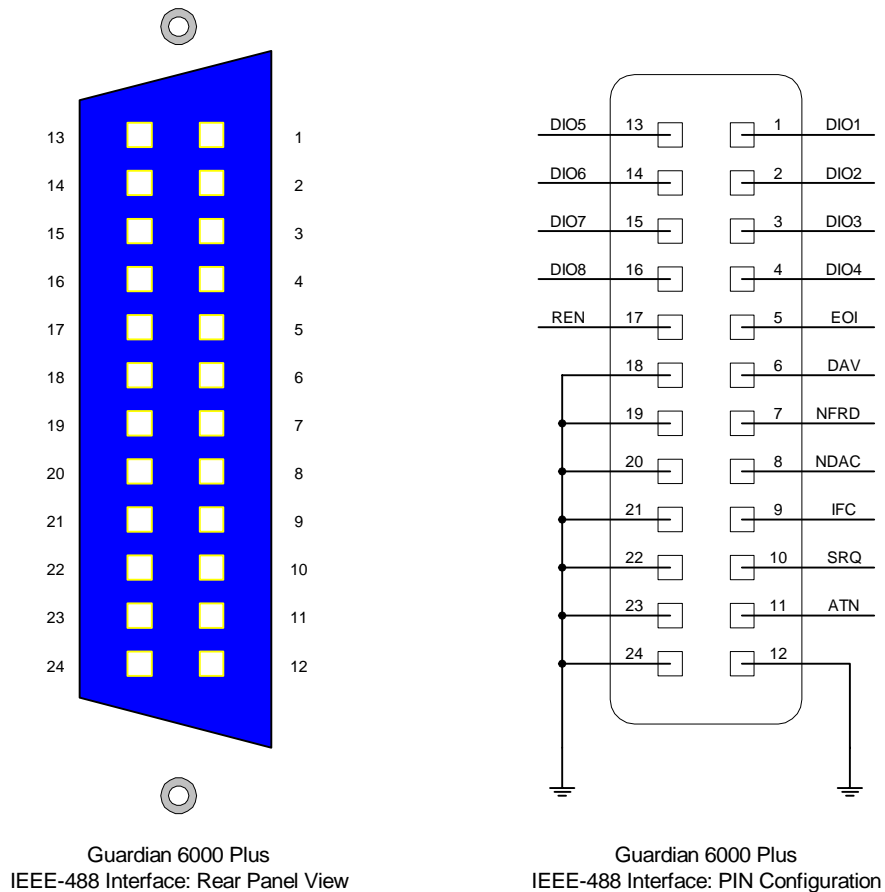 13 1
14 2
15 3
16 4
17 5
18 6
19 7
20 8
21 9
22 10
23 11
24 12
Guardian 6000 Plus
IEEE-488 Interface: Rear Panel View
DIO5 13 1 DIO1
DIO6 14 2 DIO2
DIO7 15 3 DIO3
DIO8 16 4 DIO4
REN 17 5 EOI
18 6 DAV
19 7 NFRD
20 8 NDAC
21 9 IFC
22 10 SRQ
23 11 ATN
24 12
Guardian 6000 Plus
IEEE-488 Interface: PIN Configuration